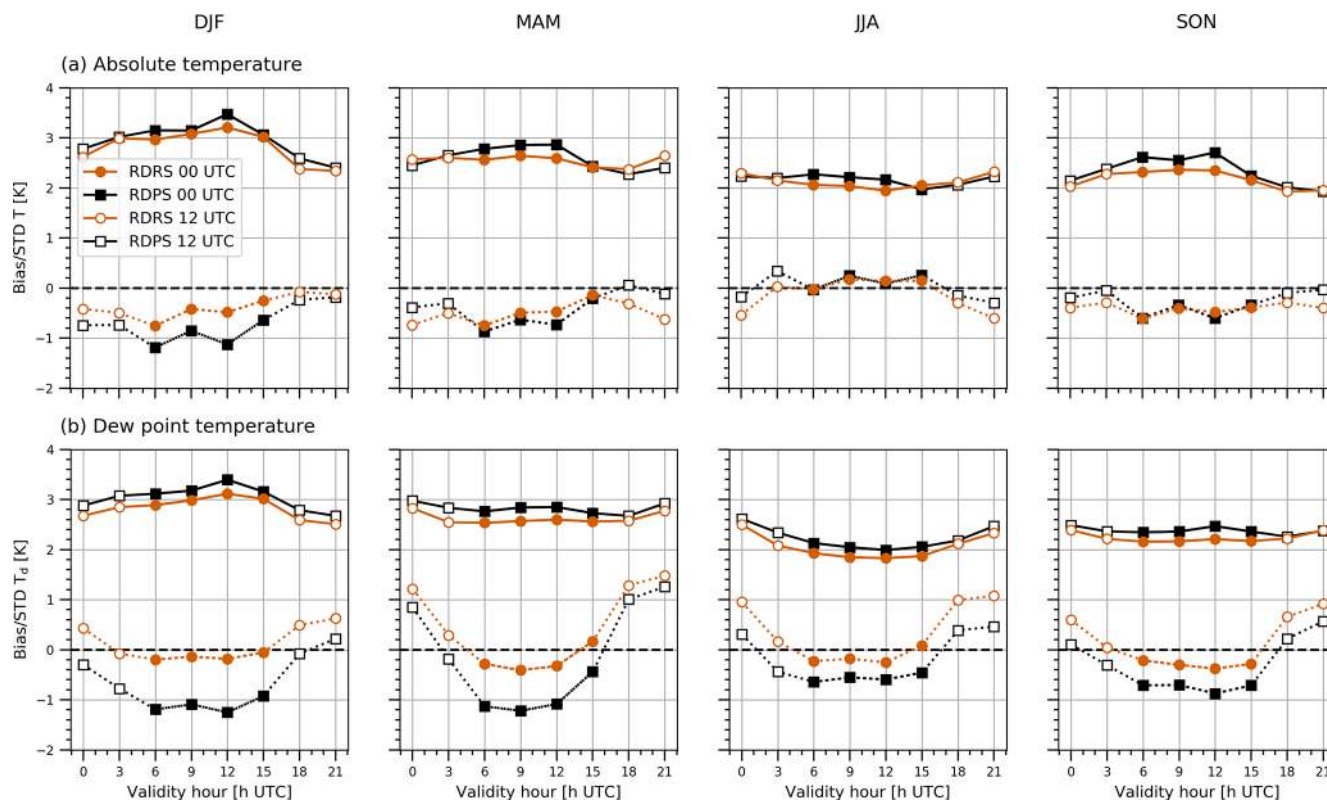 DJF MAM JJA SON
(a) Absolute temperature
Bias/STD T [K]
4
3
2
1
0
−1
−2
RDRS 00 UTC
RDPS 00 UTC
RDRS 12 UTC
RDPS 12 UTC
(b) Dew point temperature
Bias/STD Td [K]
4
3
2
1
0
−1
−2
0 3 6 9 12 15 18 21 0 3 6 9 12 15 18 21 0 3 6 9 12 15 18 21 0 3 6 9 12 15 18 21
Validity hour [h UTC] Validity hour [h UTC] Validity hour [h UTC] Validity hour [h UTC]